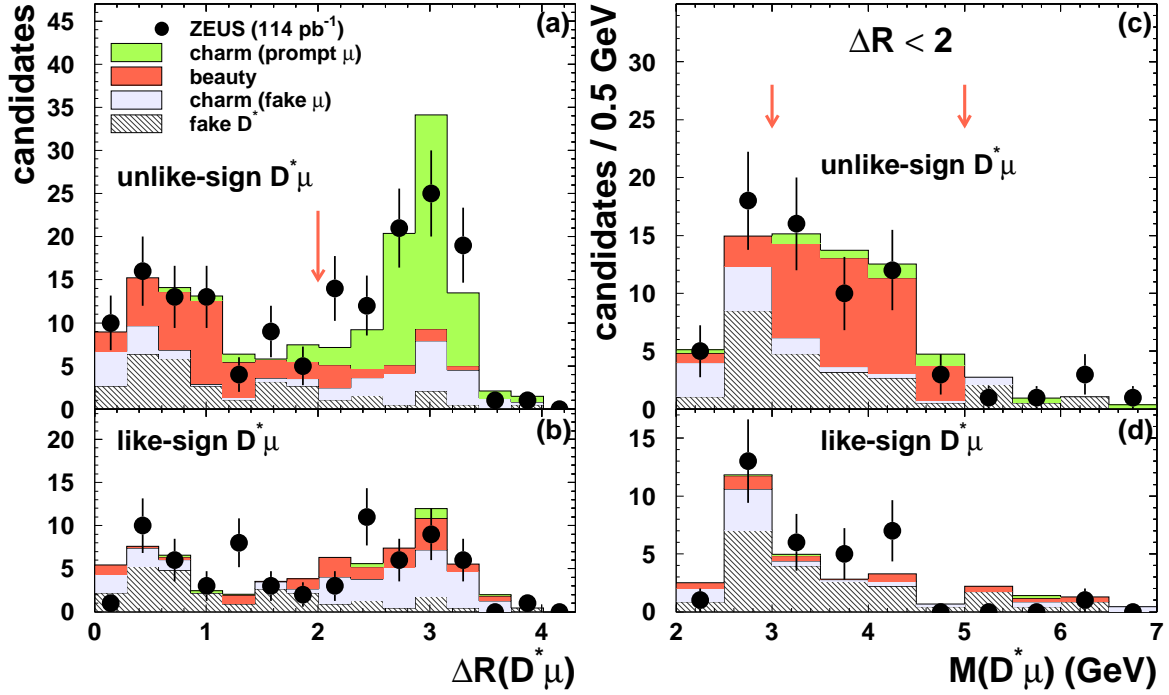 candidates
45
40
35
30
25
20
15
10
5
0
ZEUS (114 pb⁻¹)
charm (prompt μ)
beauty
charm (fake μ)
fake D*
(a)
unlike-sign D*μ
20
15
10
5
0
like-sign D*μ
(b)
0 1 2 3 4
ΔR(D*μ)
candidates / 0.5 GeV
30
25
20
15
10
5
0
ΔR < 2
(c)
unlike-sign D*μ
15
10
5
0
like-sign D*μ
(d)
2 3 4 5 6 7
M(D*μ) (GeV)